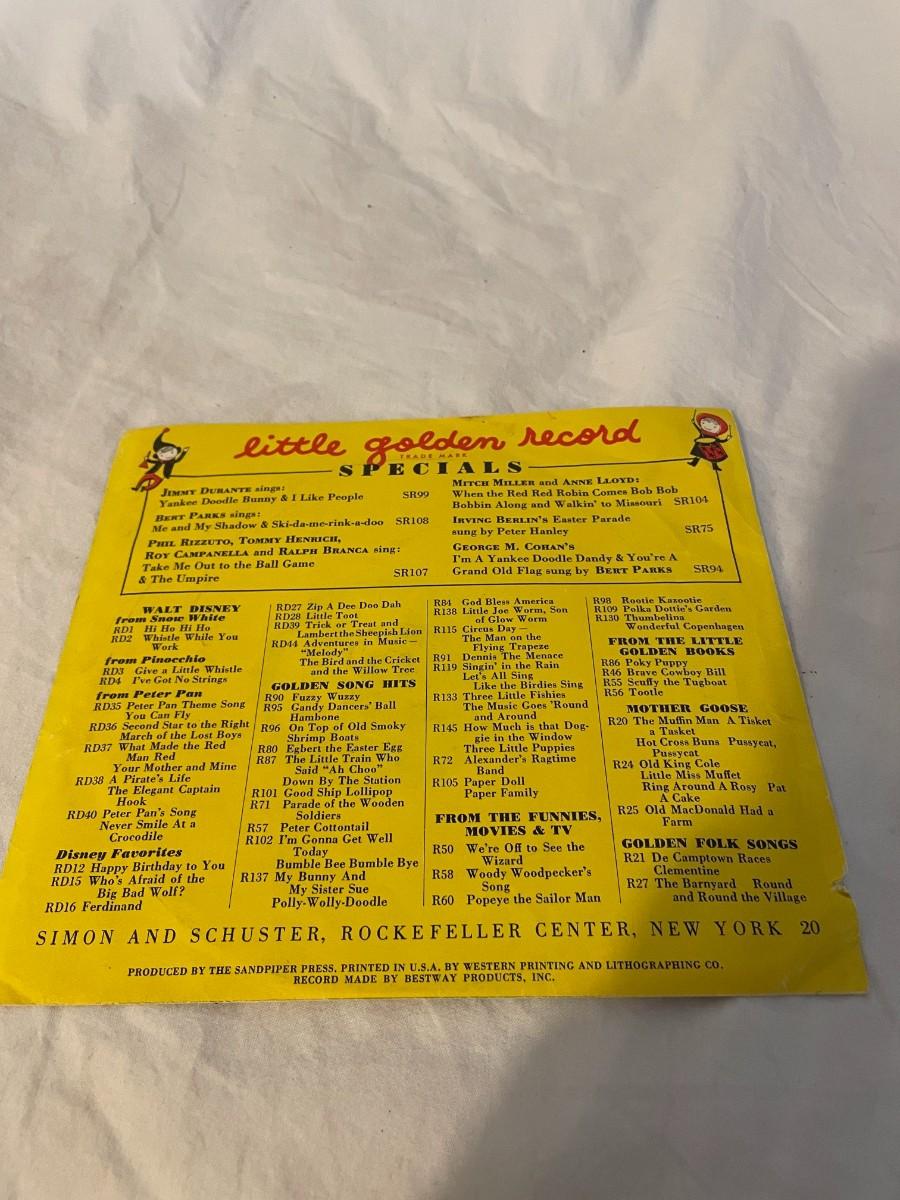 little golden record
TRADE MARK
SPECIALS
JIMMY DURANTE sings:
Yankee Doodle Bunny & I Like People SR99
BERT PARKS sings:
Me and My Shadow & Ski-da-me-rink-a-doo SR108
PHIL RIZZUTO, TOMMY HENRICH,
ROY CAMPANELLA and RALPH BRANCA sing:
Take Me Out to the Ball Game
& The Umpire SR107
MITCH MILLER and ANNE LLOYD:
When the Red Red Robin Comes Bob Bob
Bobbin Along and Walkin' to Missouri SR104
IRVING BERLIN'S Easter Parade
sung by Peter Hanley SR75
GEORGE M. COHAN'S
I'm A Yankee Doodle Dandy & You're A
Grand Old Flag sung by BERT PARKS SR94
WALT DISNEY
from Snow White
RD1 Hi Ho Hi Ho
RD2 Whistle While You
Work
from Pinocchio
RD3 Give a Little Whistle
RD4 I've Got No Strings
from Peter Pan
RD35 Peter Pan Theme Song
You Can Fly
RD36 Second Star to the Right
March of the Lost Boys
RD37 What Made the Red
Man Red
Your Mother and Mine
RD38 A Pirate's Life
The Elegant Captain
Hook
RD40 Peter Pan's Song
Never Smile At a
Crocodile
Disney Favorites
RD12 Happy Birthday to You
RD15 Who's Afraid of the
Big Bad Wolf?
RD16 Ferdinand
RD27 Zip A Dee Doo Dah
RD28 Little Toot
RD39 Trick or Treat and
Lambert the Sheepish Lion
RD44 Adventures in Music—
"Melody"
The Bird and the Cricket
and the Willow Tree
GOLDEN SONG HITS
R90 Fuzzy Wuzzy
R95 Gandy Dancers' Ball
Hambone
R96 On Top of Old Smoky
Shrimp Boats
R80 Egbert the Easter Egg
R87 The Little Train Who
Said "Ah Choo"
Down By The Station
R101 Good Ship Lollipop
R71 Parade of the Wooden
Soldiers
R57 Peter Cottontail
R102 I'm Gonna Get Well
Today
Bumble Bee Bumble Bye
R137 My Bunny And
My Sister Sue
Polly-Wolly-Doodle
R84 God Bless America
R138 Little Joe Worm, Son
of Glow Worm
R115 Circus Day—
The Man on the
Flying Trapeze
R91 Dennis The Menace
R119 Singin' in the Rain
Let's All Sing
Like the Birdies Sing
R133 Three Little Fishies
The Music Goes 'Round
and Around
R145 How Much is that Dog-
gie in the Window
Three Little Puppies
R72 Alexander's Ragtime
Band
R105 Paper Doll
Paper Family
FROM THE FUNNIES,
MOVIES & TV
R50 We're Off to See the
Wizard
R58 Woody Woodpecker's
Song
R60 Popeye the Sailor Man
R98 Rootie Kazootie
R109 Polka Dottie's Garden
R130 Thumbelina
Wonderful Copenhagen
FROM THE LITTLE
GOLDEN BOOKS
R86 Poky Puppy
R46 Brave Cowboy Bill
R55 Scuffy the Tugboat
R56 Tootle
MOTHER GOOSE
R20 The Muffin Man A Tisket
a Tasket
Hot Cross Buns Pussycat,
Pussycat
R24 Old King Cole
Little Miss Muffet
Ring Around A Rosy Pat
A Cake
R25 Old MacDonald Had a
Farm
GOLDEN FOLK SONGS
R21 De Camptown Races
Clementine
R27 The Barnyard Round
and Round the Village
SIMON AND SCHUSTER, ROCKEFELLER CENTER, NEW YORK 20
PRODUCED BY THE SANDPIPER PRESS. PRINTED IN U.S.A. BY WESTERN PRINTING AND LITHOGRAPHING CO.
RECORD MADE BY BESTWAY PRODUCTS, INC.